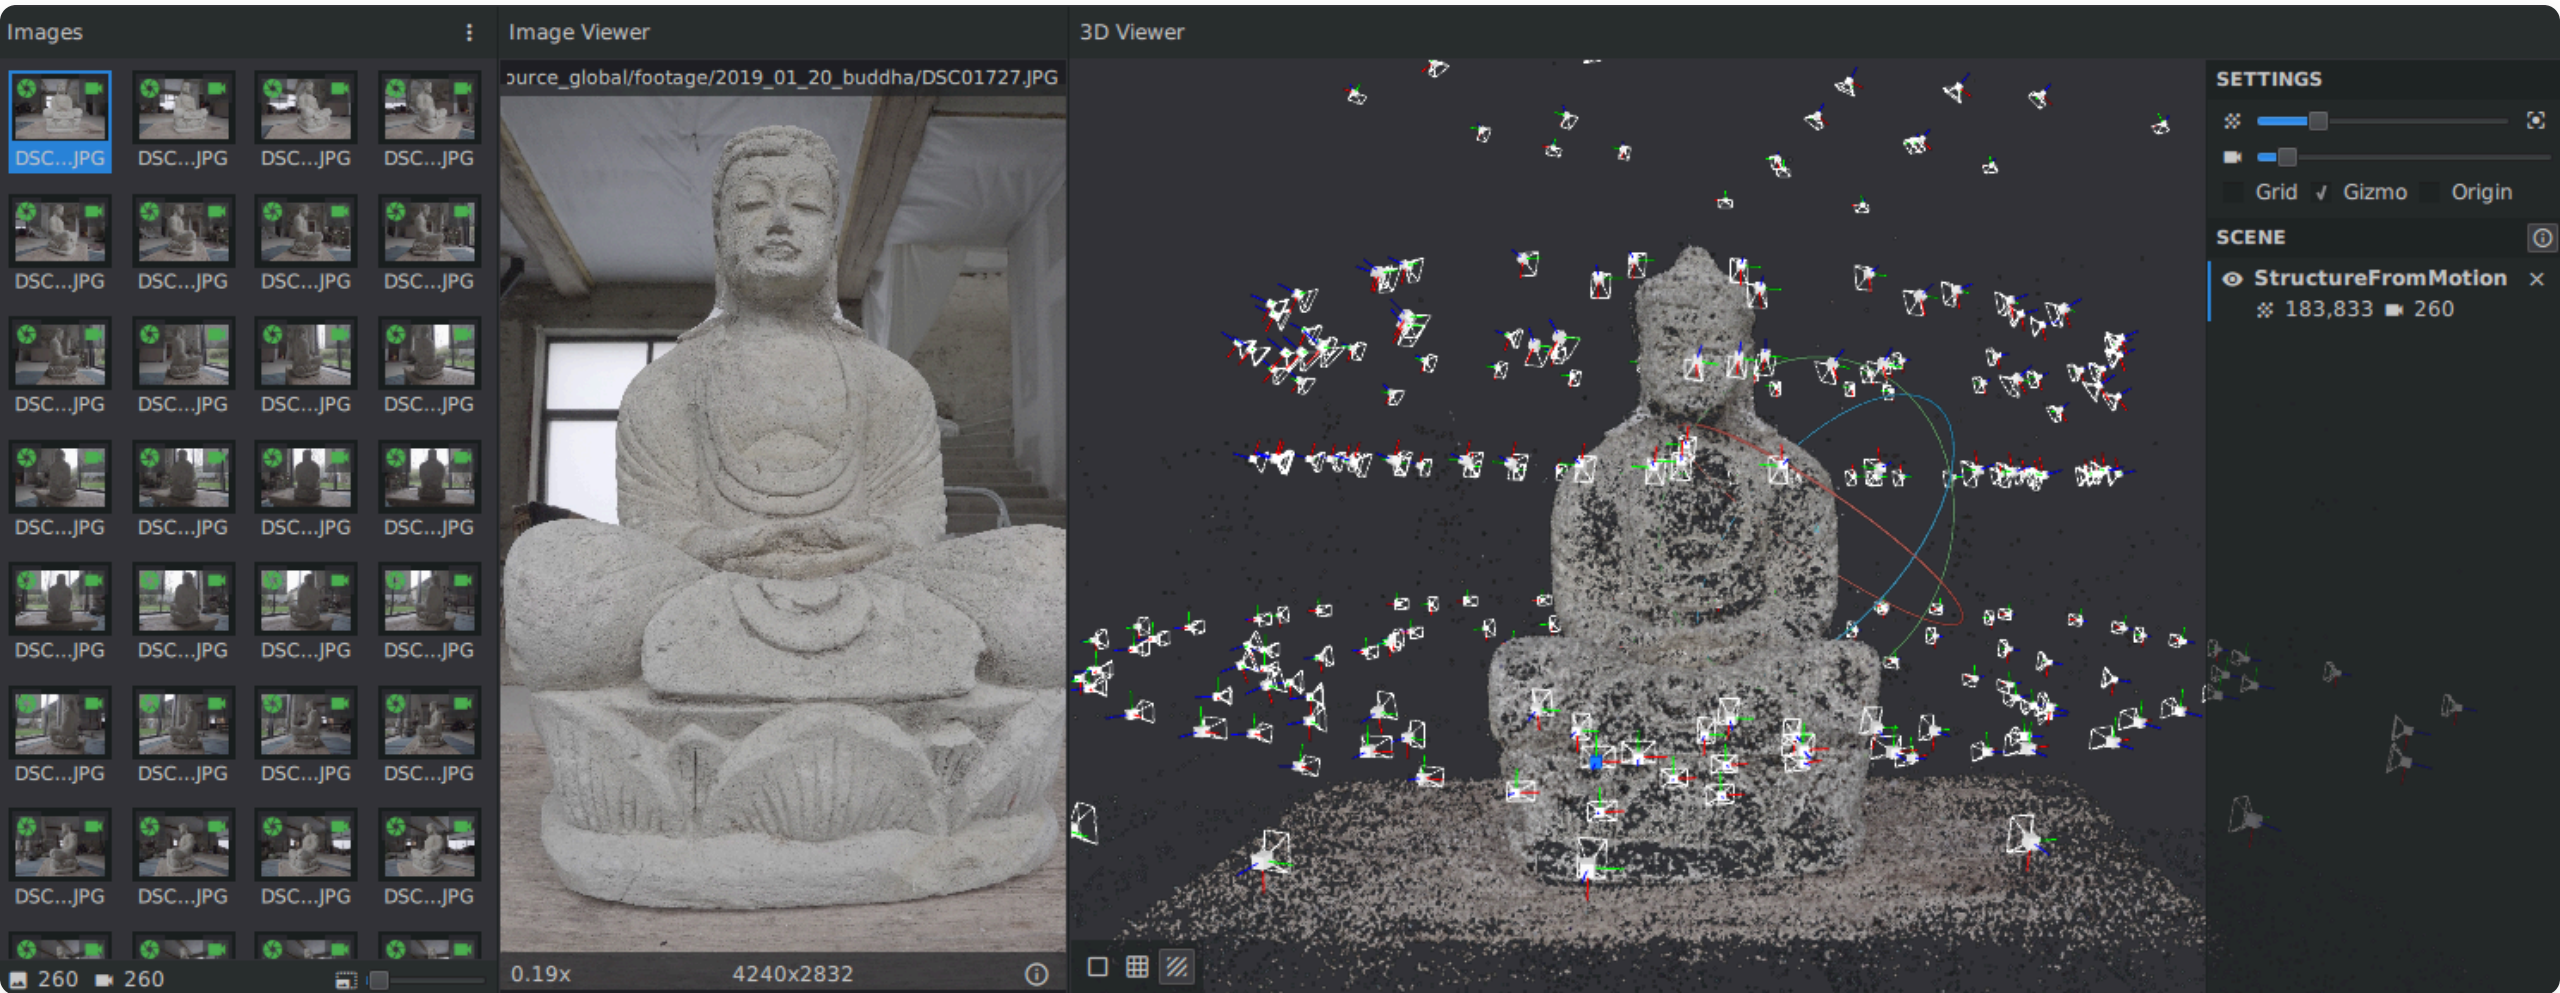 Images
DSC...JPG DSC...JPG DSC...JPG DSC...JPG
DSC...JPG DSC...JPG DSC...JPG DSC...JPG
DSC...JPG DSC...JPG DSC...JPG DSC...JPG
DSC...JPG DSC...JPG DSC...JPG DSC...JPG
DSC...JPG DSC...JPG DSC...JPG DSC...JPG
DSC...JPG DSC...JPG DSC...JPG DSC...JPG
DSC...JPG DSC...JPG DSC...JPG DSC...JPG
260 260
Image Viewer
ource_global/footage/2019_01_20_buddha/DSC01727.JPG
0.19x 4240x2832
3D Viewer
SETTINGS
Grid Gizmo Origin
SCENE
StructureFromMotion
183,833 260